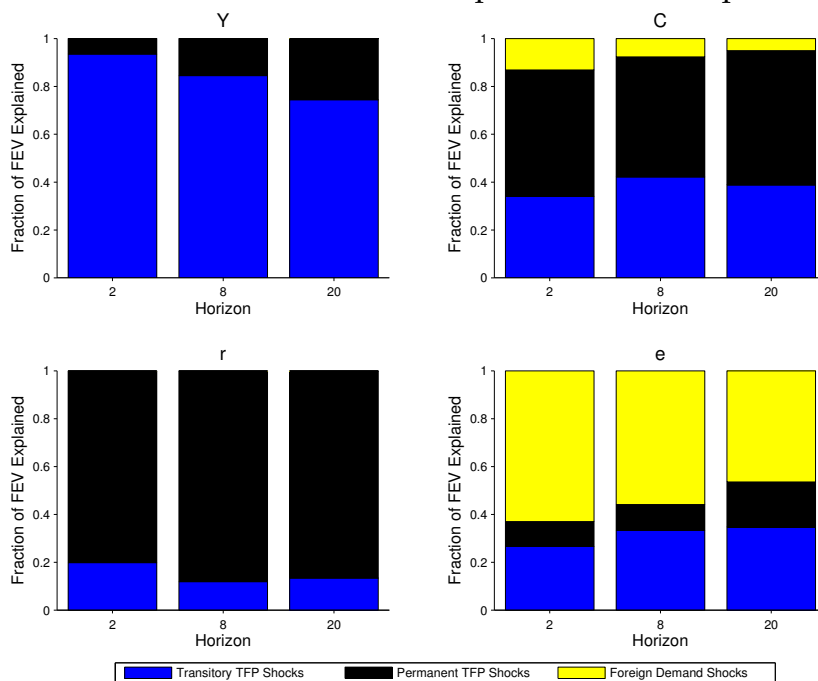 Y
1
0.8
0.6
0.4
0.2
0
Fraction of FEV Explained
2 8 20
Horizon
C
1
0.8
0.6
0.4
0.2
0
Fraction of FEV Explained
2 8 20
Horizon
r
1
0.8
0.6
0.4
0.2
0
Fraction of FEV Explained
2 8 20
Horizon
e
1
0.8
0.6
0.4
0.2
0
Fraction of FEV Explained
2 8 20
Horizon
Transitory TFP Shocks Permanent TFP Shocks Foreign Demand Shocks